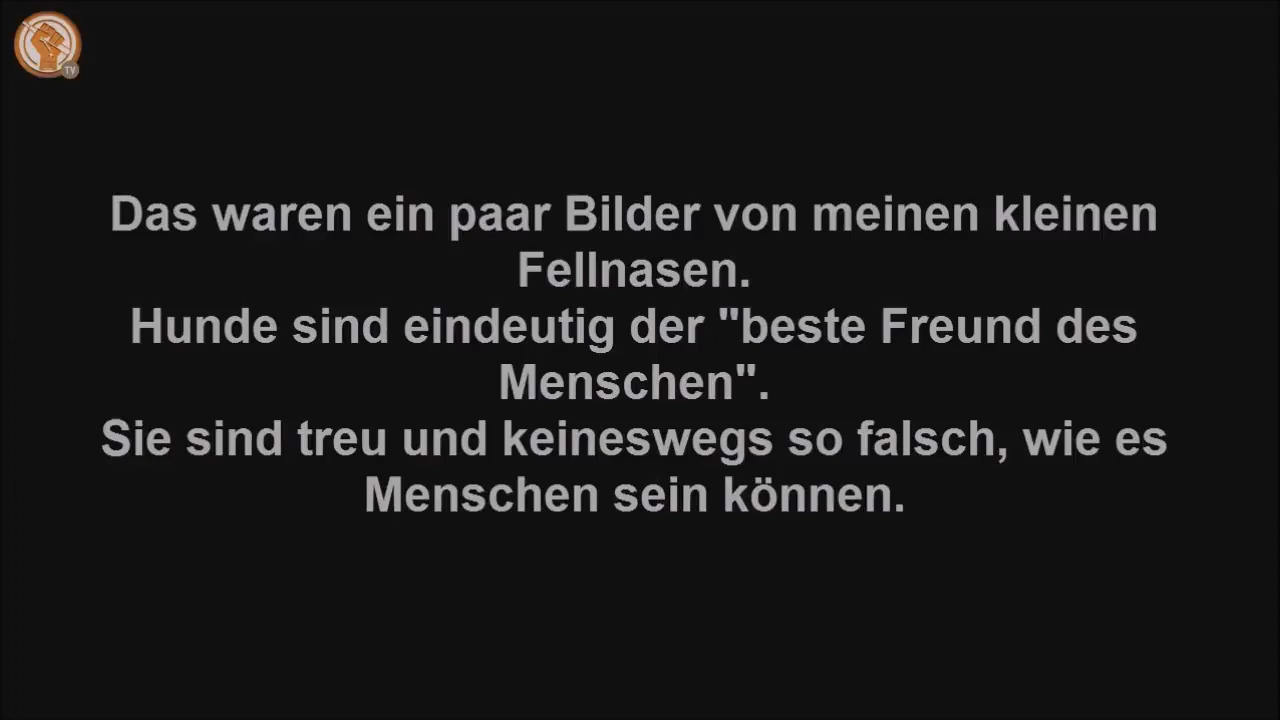 TV
Das waren ein paar Bilder von meinen kleinen
Fellnasen.
Hunde sind eindeutig der "beste Freund des
Menschen".
Sie sind treu und keineswegs so falsch, wie es
Menschen sein können.